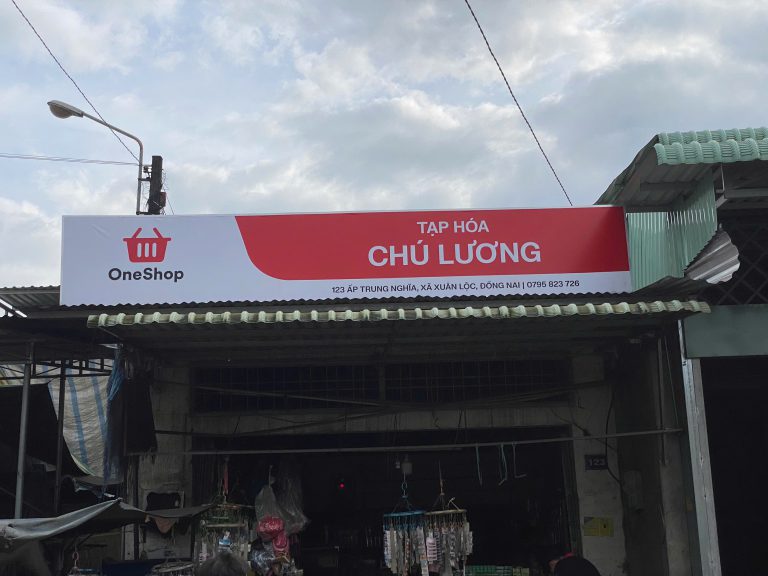 OneShop
TẠP HÓA
CHÚ LƯƠNG
123 ẤP TRUNG NGHĨA, XÃ XUÂN LỘC, ĐỒNG NAI | 0795 823 726
123